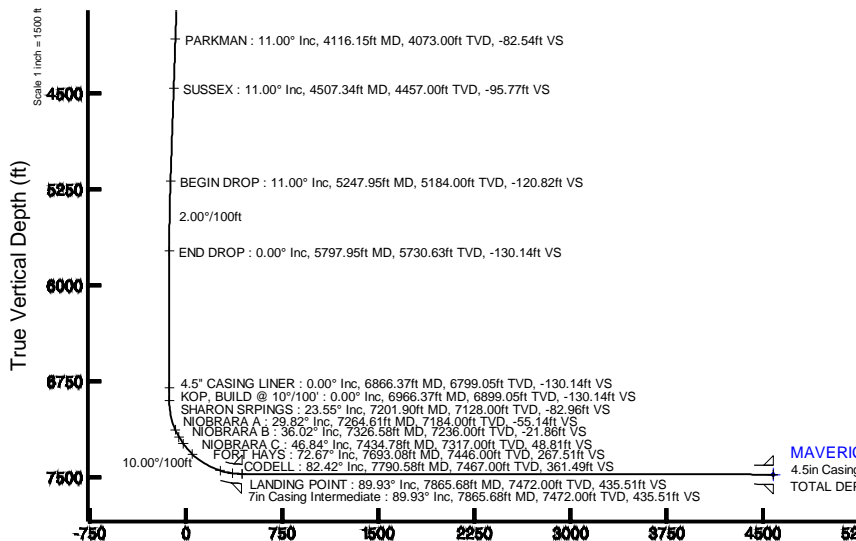 PARKMAN : 11.00° Inc, 4116.15ft MD, 4073.00ft TVD, -82.54ft VS
Scale 1 inch = 1500 ft
4500
SUSSEX : 11.00° Inc, 4507.34ft MD, 4457.00ft TVD, -95.77ft VS
5250
BEGIN DROP : 11.00° Inc, 5247.95ft MD, 5184.00ft TVD, -120.82ft VS
2.00°/100ft
END DROP : 0.00° Inc, 5797.95ft MD, 5730.63ft TVD, -130.14ft VS
True Vertical Depth (ft)
6000
6750
4.5" CASING LINER : 0.00° Inc, 6866.37ft MD, 6799.05ft TVD, -130.14ft VS
KOP, BUILD @ 10°/100' : 0.00° Inc, 6966.37ft MD, 6899.05ft TVD, -130.14ft VS
SHARON SRPINGS : 23.55° Inc, 7201.90ft MD, 7128.00ft TVD, -82.96ft VS
NIOBRARA A : 29.82° Inc, 7264.61ft MD, 7184.00ft TVD, -55.14ft VS
NIOBRARA B : 36.02° Inc, 7326.58ft MD, 7236.00ft TVD, -21.86ft VS
NIOBRARA C : 46.84° Inc, 7434.78ft MD, 7317.00ft TVD, 48.81ft VS
FORT HAYS : 72.67° Inc, 7693.08ft MD, 7446.00ft TVD, 267.51ft VS
10.00°/100ft
CODELL : 82.42° Inc, 7790.58ft MD, 7467.00ft TVD, 361.49ft VS
7500
LANDING POINT : 89.93° Inc, 7865.68ft MD, 7472.00ft TVD, 435.51ft VS
7in Casing Intermediate : 89.93° Inc, 7865.68ft MD, 7472.00ft TVD, 435.51ft VS
4.5in Casing
TOTAL
-750 0 750 1500 2250 3000 3750 4500